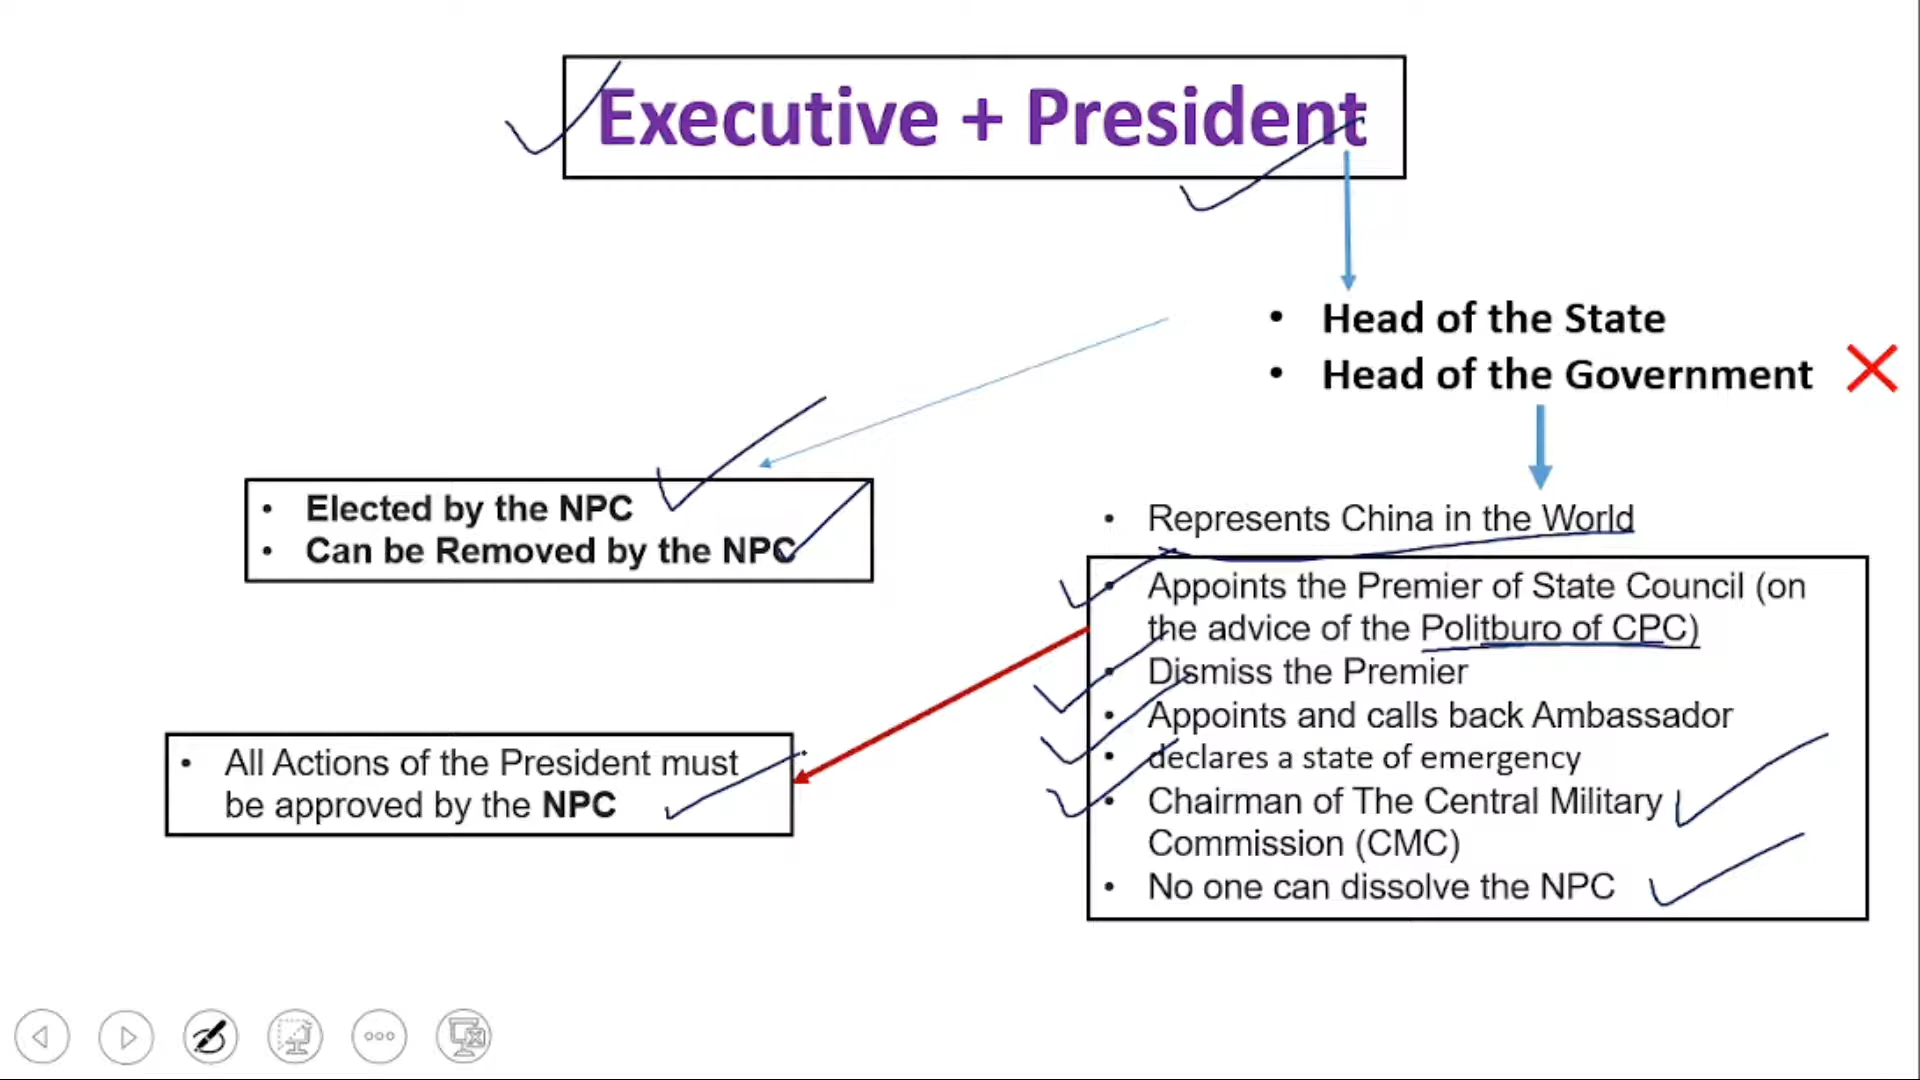 Executive + President
• Head of the State
• Head of the Government
• Elected by the NPC
• Can be Removed by the NPC
• Represents China in the World
• Appoints the Premier of State Council (on
the advice of the Politburo of CPC)
• Dismiss the Premier
• Appoints and calls back Ambassador
• declares a state of emergency
• Chairman of The Central Military
Commission (CMC)
• No one can dissolve the NPC
• All Actions of the President must
be approved by the NPC